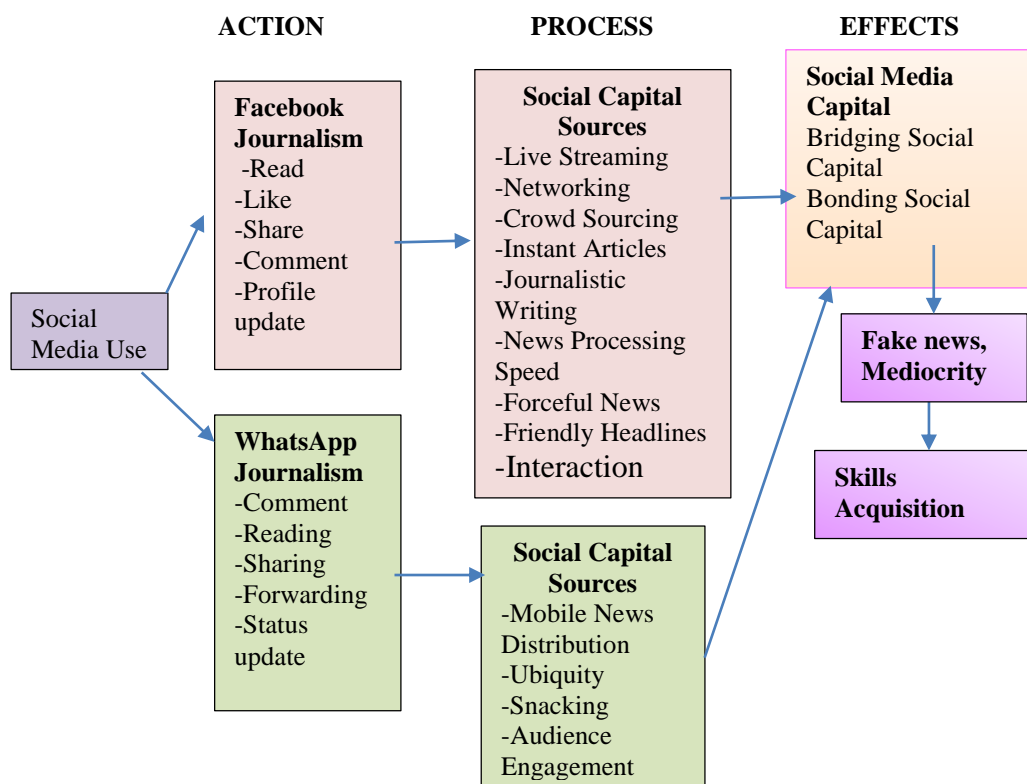 ACTION
PROCESS
EFFECTS
Social
Media Use
Facebook
Journalism
-Read
-Like
-Share
-Comment
-Profile
update
WhatsApp
Journalism
-Comment
-Reading
-Sharing
-Forwarding
-Status
update
Social Capital
Sources
-Live Streaming
-Networking
-Crowd Sourcing
-Instant Articles
-Journalistic
Writing
-News Processing
Speed
-Forceful News
-Friendly Headlines
-Interaction
Social Capital
Sources
-Mobile News
Distribution
-Ubiquity
-Snacking
-Audience
Engagement
Social Media
Capital
Bridging Social
Capital
Bonding Social
Capital
Fake news,
Mediocrity
Skills
Acquisition